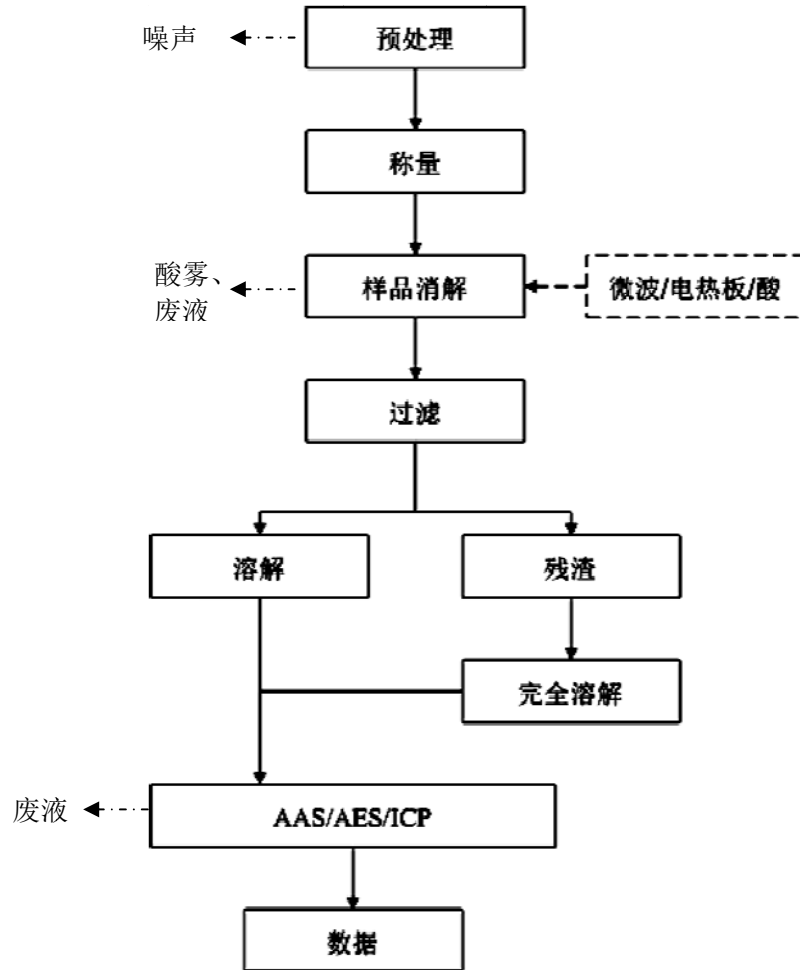 噪声
预处理
称量
酸雾、
废液
样品消解
微波/电热板/酸
过滤
溶解
残渣
完全溶解
废液
AAS/AES/ICP
数据